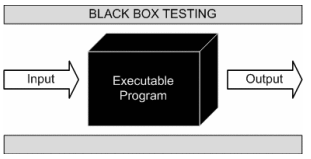 BLACK BOX TESTING
Input
Executable
Program
Output